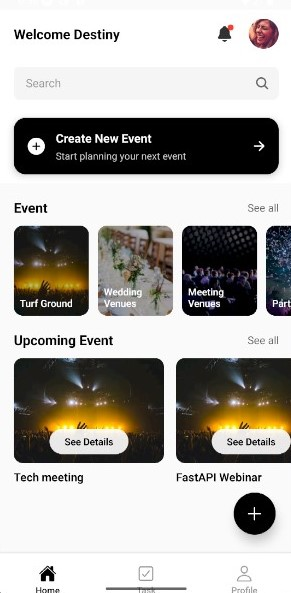 Welcome Destiny
Search
Create New Event
Start planning your next event
Event
See all
Turf Ground
Wedding
Venues
Meeting
Venues
Part
Upcoming Event
See all
See Details
See Details
Tech meeting
FastAPI Webinar
Home
Task
Profile